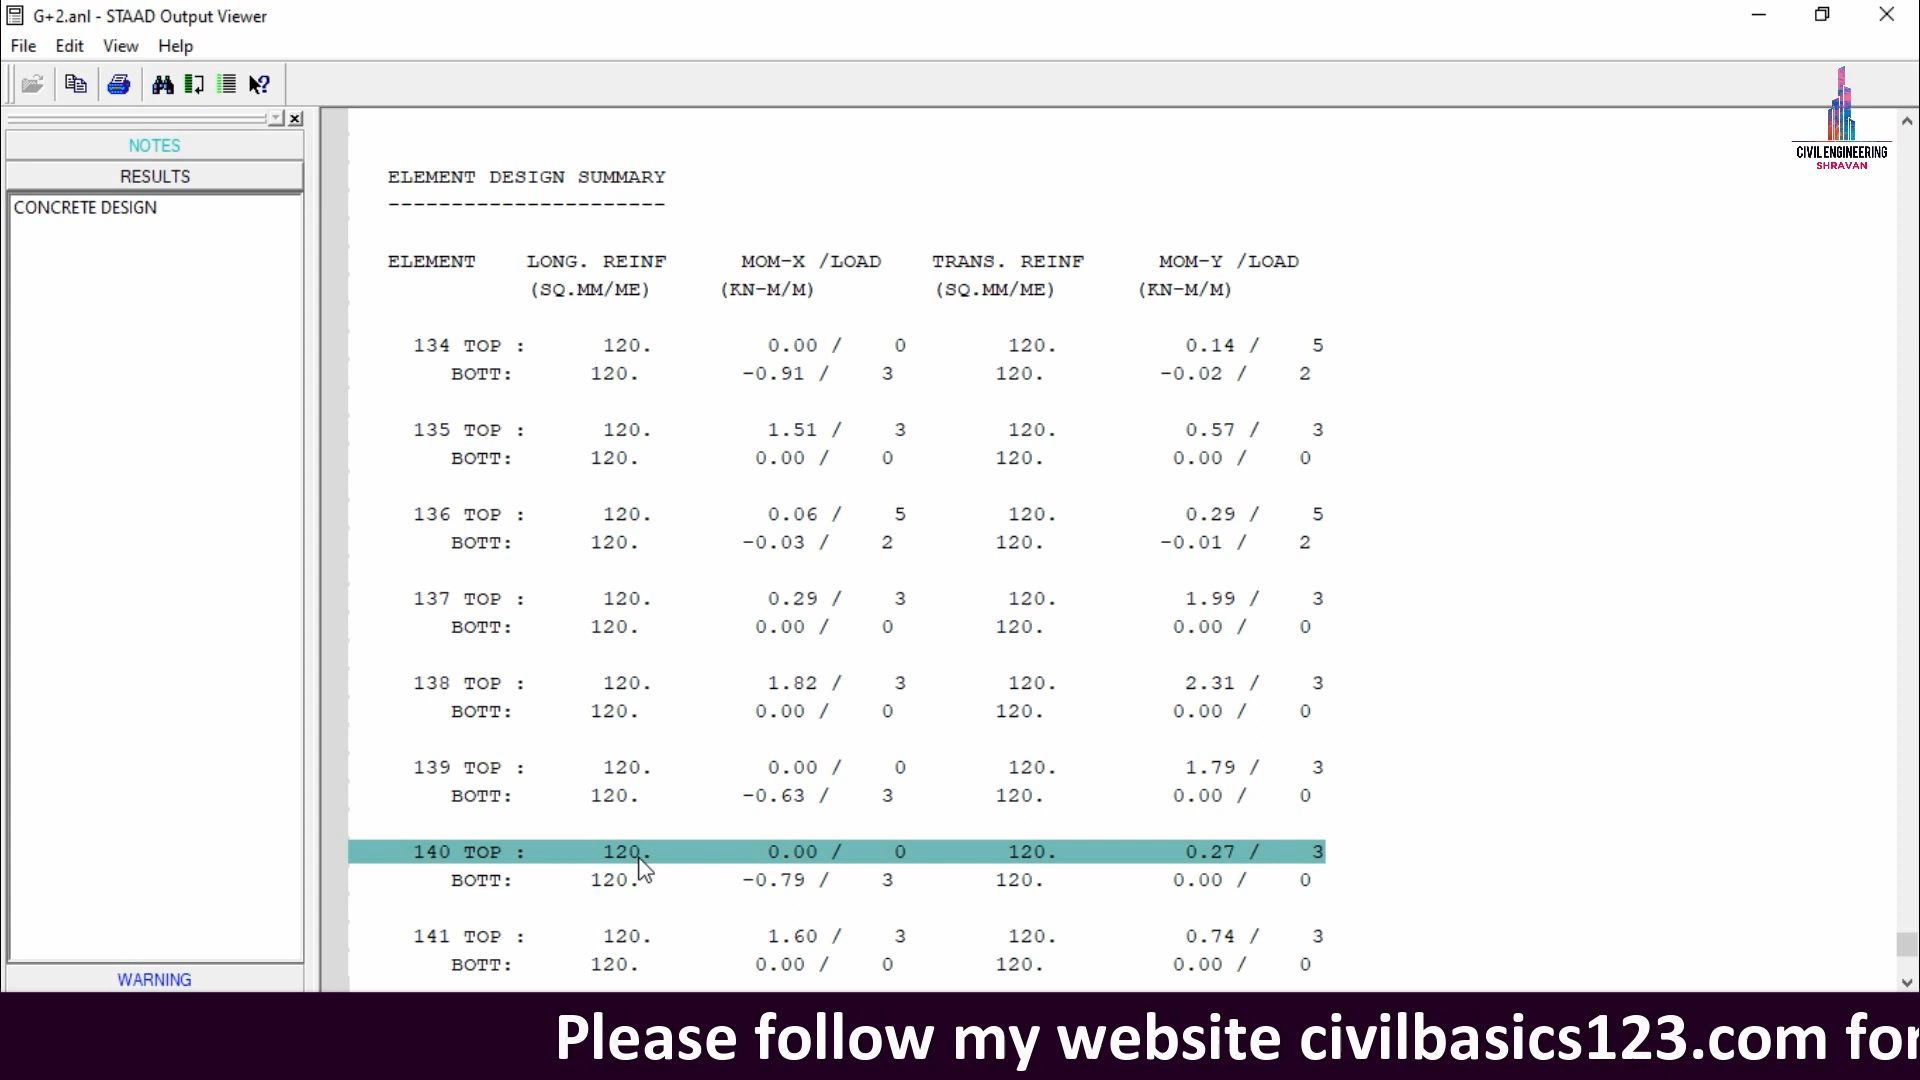 G+2.anl - STAAD Output Viewer
File Edit View Help
NOTES
RESULTS
CONCRETE DESIGN
WARNING
CIVIL ENGINEERING
SHRAVAN
ELEMENT DESIGN SUMMARY
----------------------
ELEMENT LONG. REINF MOM-X /LOAD TRANS. REINF MOM-Y /LOAD
(SQ.MM/ME) (KN-M/M) (SQ.MM/ME) (KN-M/M)
134 TOP : 120. 0.00 / 0 120. 0.14 / 5
BOTT: 120. -0.91 / 3 120. -0.02 / 2
135 TOP : 120. 1.51 / 3 120. 0.57 / 3
BOTT: 120. 0.00 / 0 120. 0.00 / 0
136 TOP : 120. 0.06 / 5 120. 0.29 / 5
BOTT: 120. -0.03 / 2 120. -0.01 / 2
137 TOP : 120. 0.29 / 3 120. 1.99 / 3
BOTT: 120. 0.00 / 0 120. 0.00 / 0
138 TOP : 120. 1.82 / 3 120. 2.31 / 3
BOTT: 120. 0.00 / 0 120. 0.00 / 0
139 TOP : 120. 0.00 / 0 120. 1.79 / 3
BOTT: 120. -0.63 / 3 120. 0.00 / 0
140 TOP : 120. 0.00 / 0 120. 0.27 / 3
BOTT: 120. -0.79 / 3 120. 0.00 / 0
141 TOP : 120. 1.60 / 3 120. 0.74 / 3
BOTT: 120. 0.00 / 0 120. 0.00 / 0
Please follow my website civilbasics123.com for